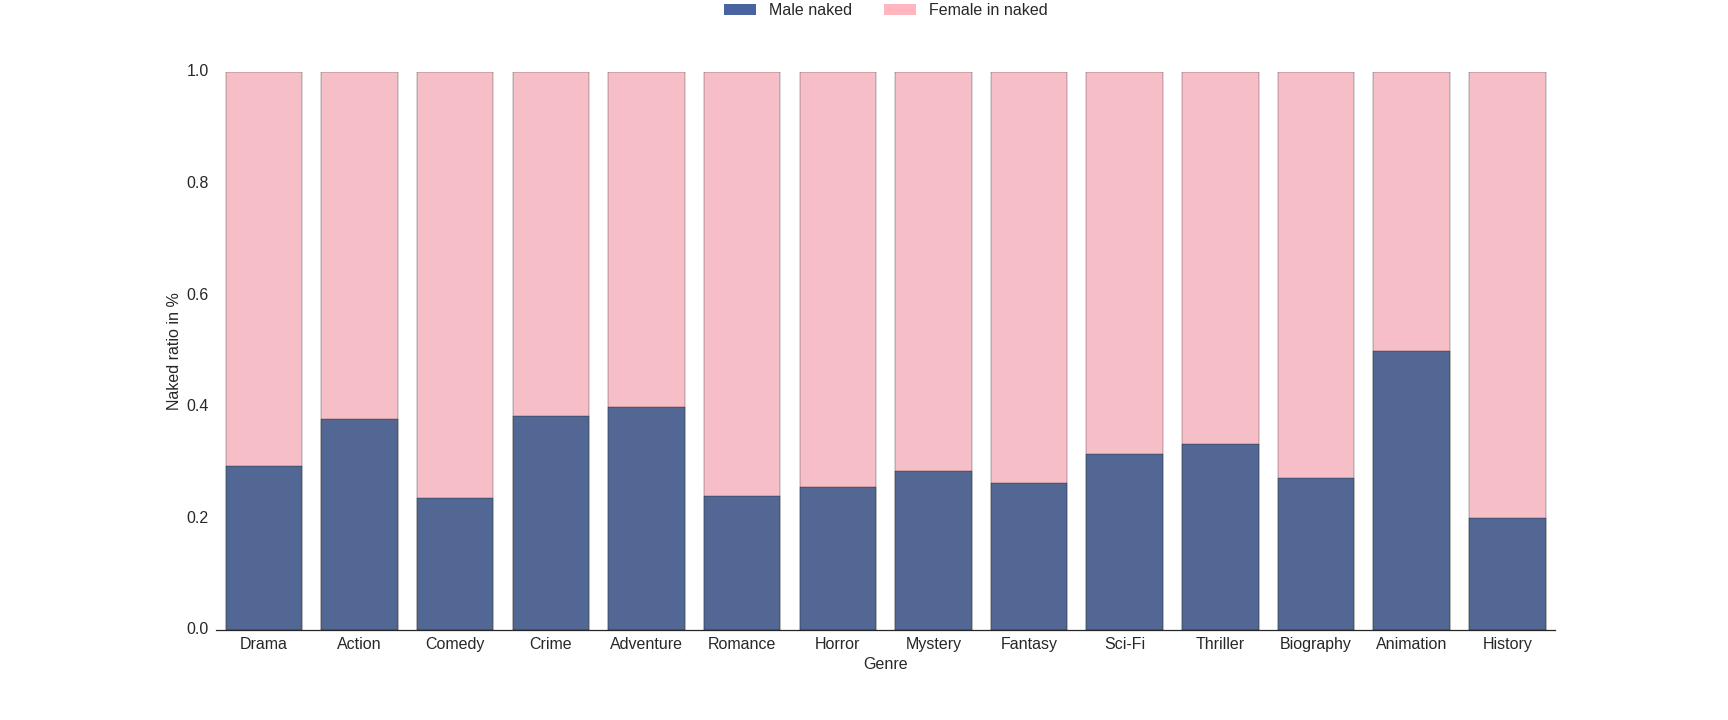 Male naked Female in naked
1.0
0.8
0.6
0.4
0.2
0.0
Naked ratio in %
Drama Action Comedy Crime Adventure Romance Horror Mystery Fantasy Sci-Fi Thriller Biography Animation History
Genre